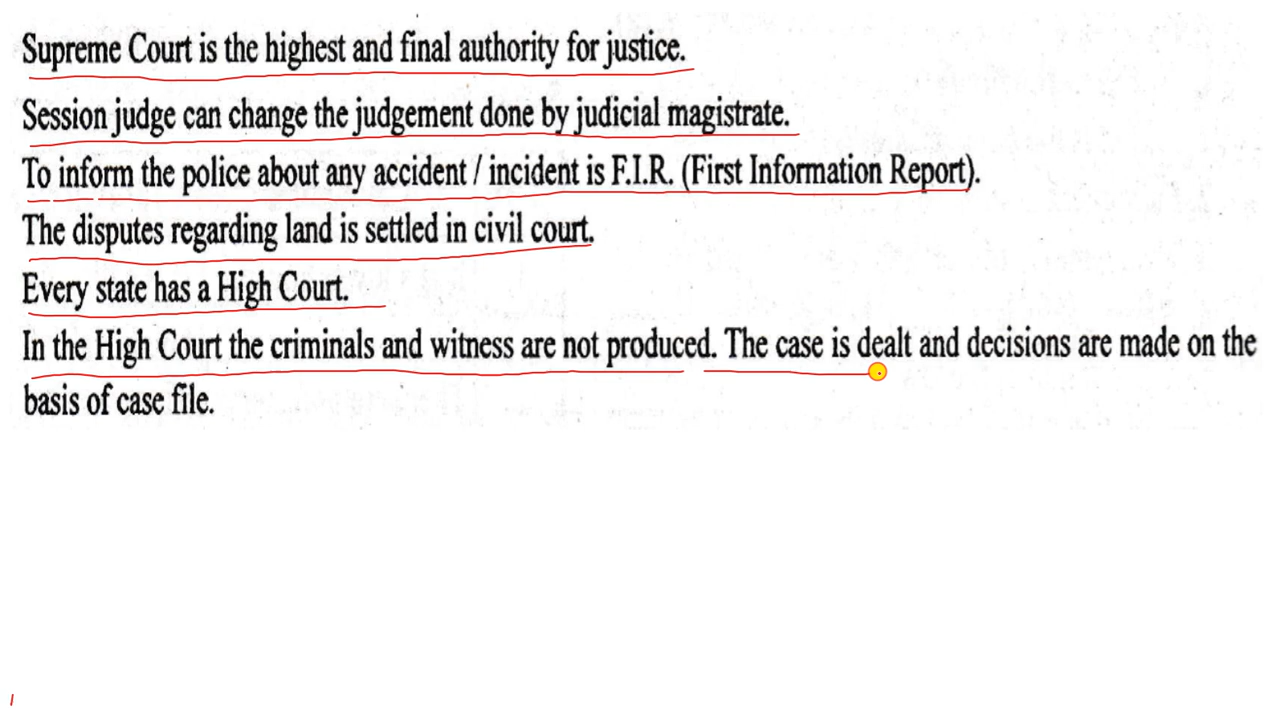 Supreme Court is the highest and final authority for justice.
Session judge can change the judgement done by judicial magistrate.
To inform the police about any accident / incident is F.I.R. (First Information Report).
The disputes regarding land is settled in civil court.
Every state has a High Court.
In the High Court the criminals and witness are not produced. The case is dealt and decisions are made on the
basis of case file.